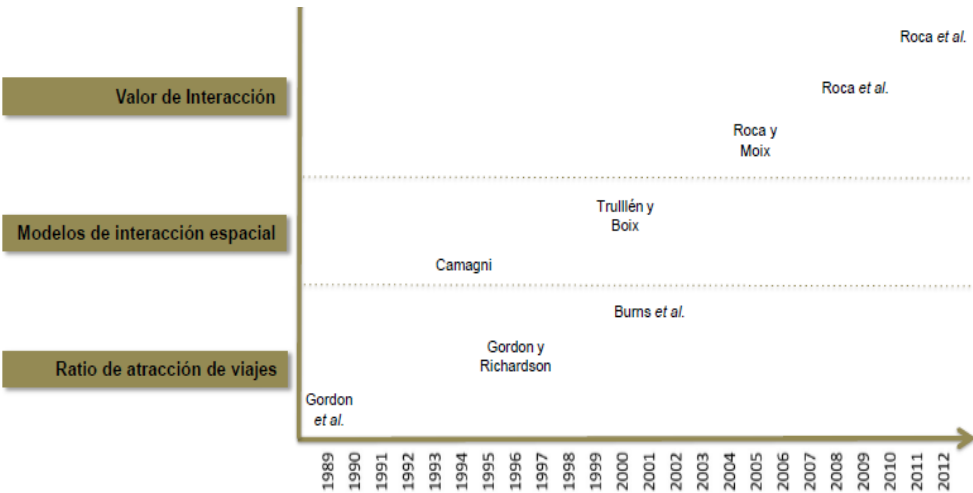 Roca et al.
Valor de Interacción
Roca et al.
Roca y
Moix
Trulllén y
Boix
Modelos de interacción espacial
Camagni
Burns et al.
Gordon y
Richardson
Ratio de atracción de viajes
Gordon
et al.
1989
1990
1991
1992
1993
1994
1995
1996
1997
1998
1999
2000
2001
2002
2003
2004
2005
2006
2007
2008
2009
2010
2011
2012